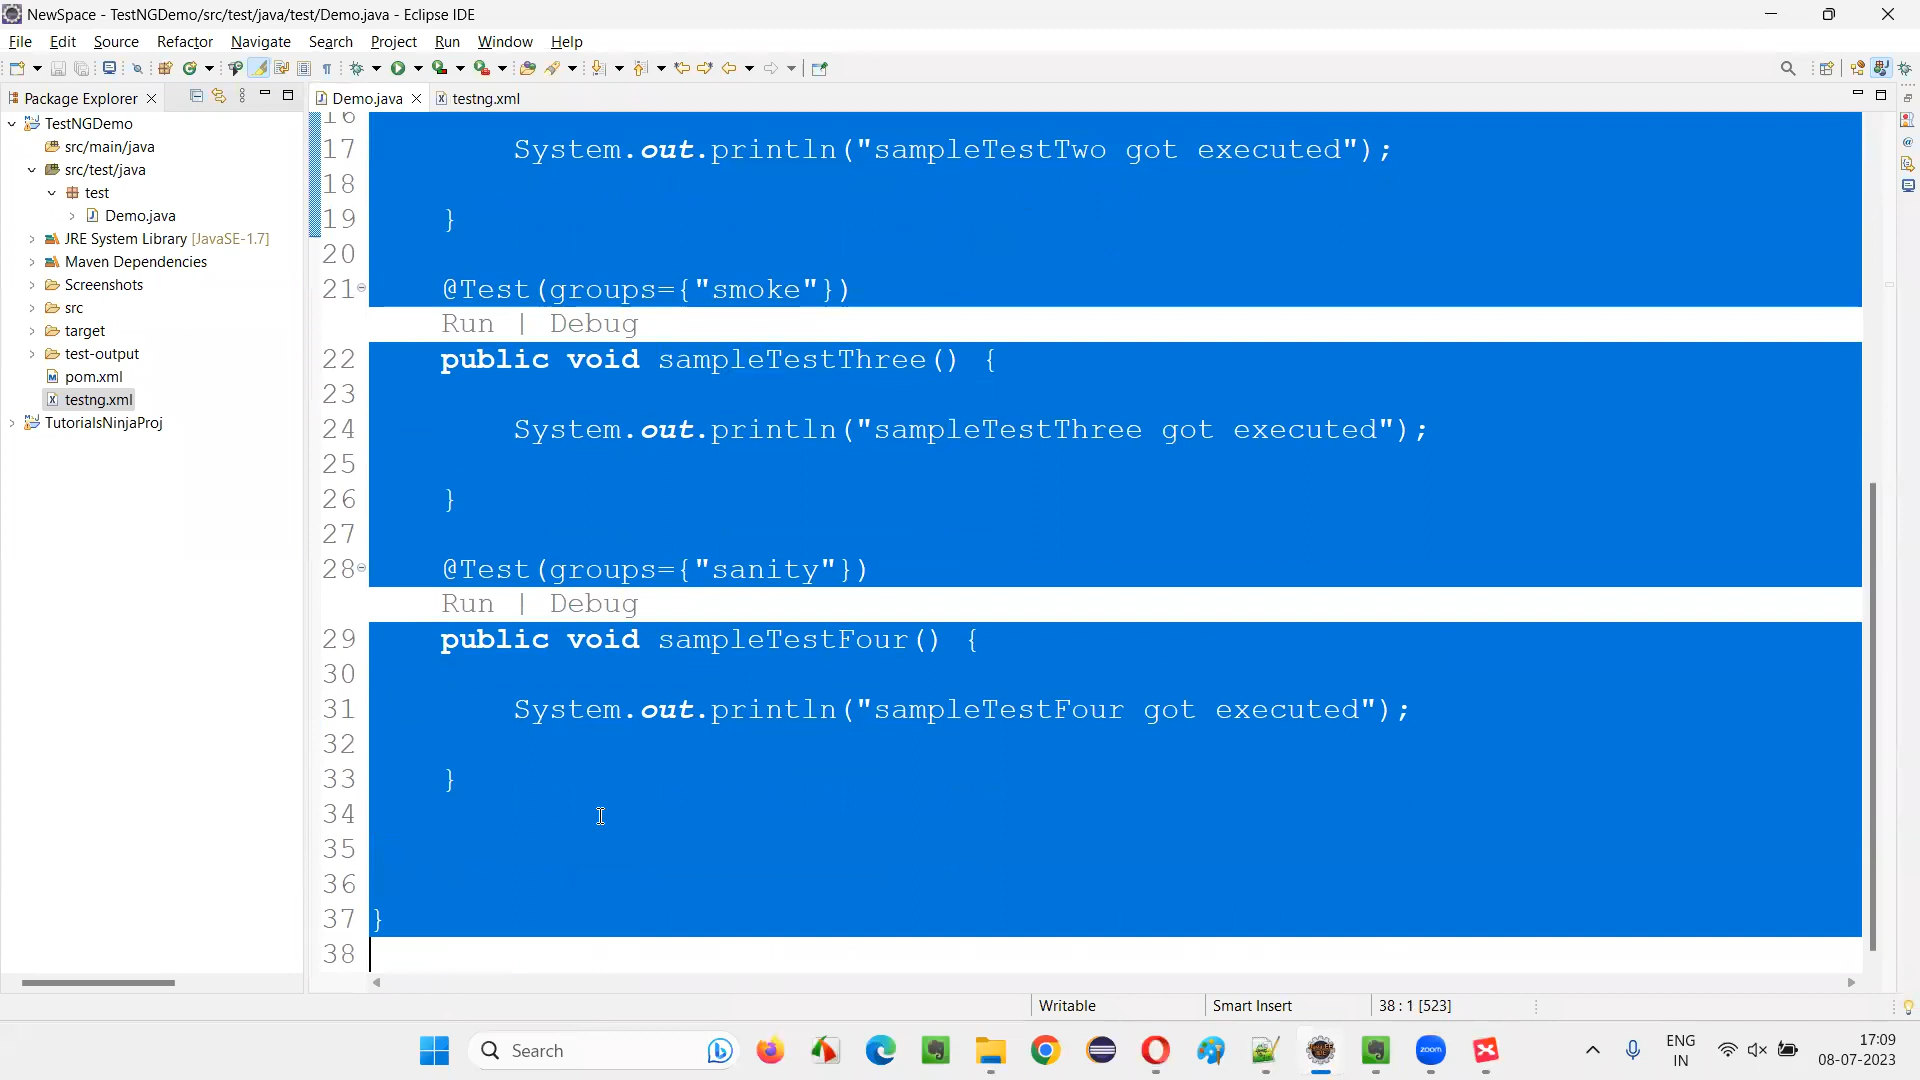 NewSpace - TestNGDemo/src/test/java/test/Demo.java - Eclipse IDE
File Edit Source Refactor Navigate Search Project Run Window Help
Package Explorer
Demo.java
testng.xml
TestNGDemo
src/main/java
src/test/java
test
Demo.java
JRE System Library [JavaSE-1.7]
Maven Dependencies
Screenshots
src
target
test-output
pom.xml
testng.xml
TutorialsNinjaProj
16
17 System.out.println("sampleTestTwo got executed");
18
19 }
20
21 @Test(groups={"smoke"})
Run | Debug
22 public void sampleTestThree() {
23
24 System.out.println("sampleTestThree got executed");
25
26 }
27
28 @Test(groups={"sanity"})
Run | Debug
29 public void sampleTestFour() {
30
31 System.out.println("sampleTestFour got executed");
32
33 }
34
35
36
37 }
38
Writable
Smart Insert
38 : 1 [523]
Search
zoom
ENG
IN
17:09
08-07-2023